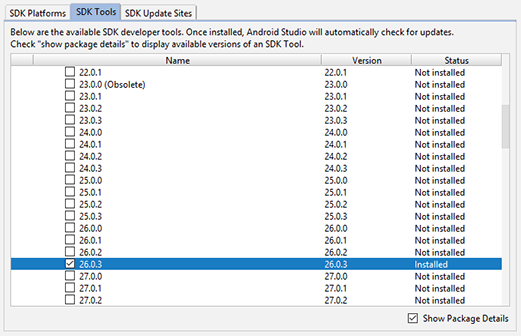 SDK Platforms SDK Tools SDK Update Sites
Below are the available SDK developer tools. Once installed, Android Studio will automatically check for updates.
Check "show package details" to display available versions of an SDK Tool.
Name Version Status
22.0.1 22.0.1 Not installed
23.0.0 (Obsolete) 23.0.0 Not installed
23.0.1 23.0.1 Not installed
23.0.2 23.0.2 Not installed
23.0.3 23.0.3 Not installed
24.0.0 24.0.0 Not installed
24.0.1 24.0.1 Not installed
24.0.2 24.0.2 Not installed
24.0.3 24.0.3 Not installed
25.0.0 25.0.0 Not installed
25.0.1 25.0.1 Not installed
25.0.2 25.0.2 Not installed
25.0.3 25.0.3 Not installed
26.0.0 26.0.0 Not installed
26.0.1 26.0.1 Not installed
26.0.2 26.0.2 Not installed
26.0.3 26.0.3 Installed
27.0.0 27.0.0 Not installed
27.0.1 27.0.1 Not installed
27.0.2 27.0.2 Not installed
Show Package Details